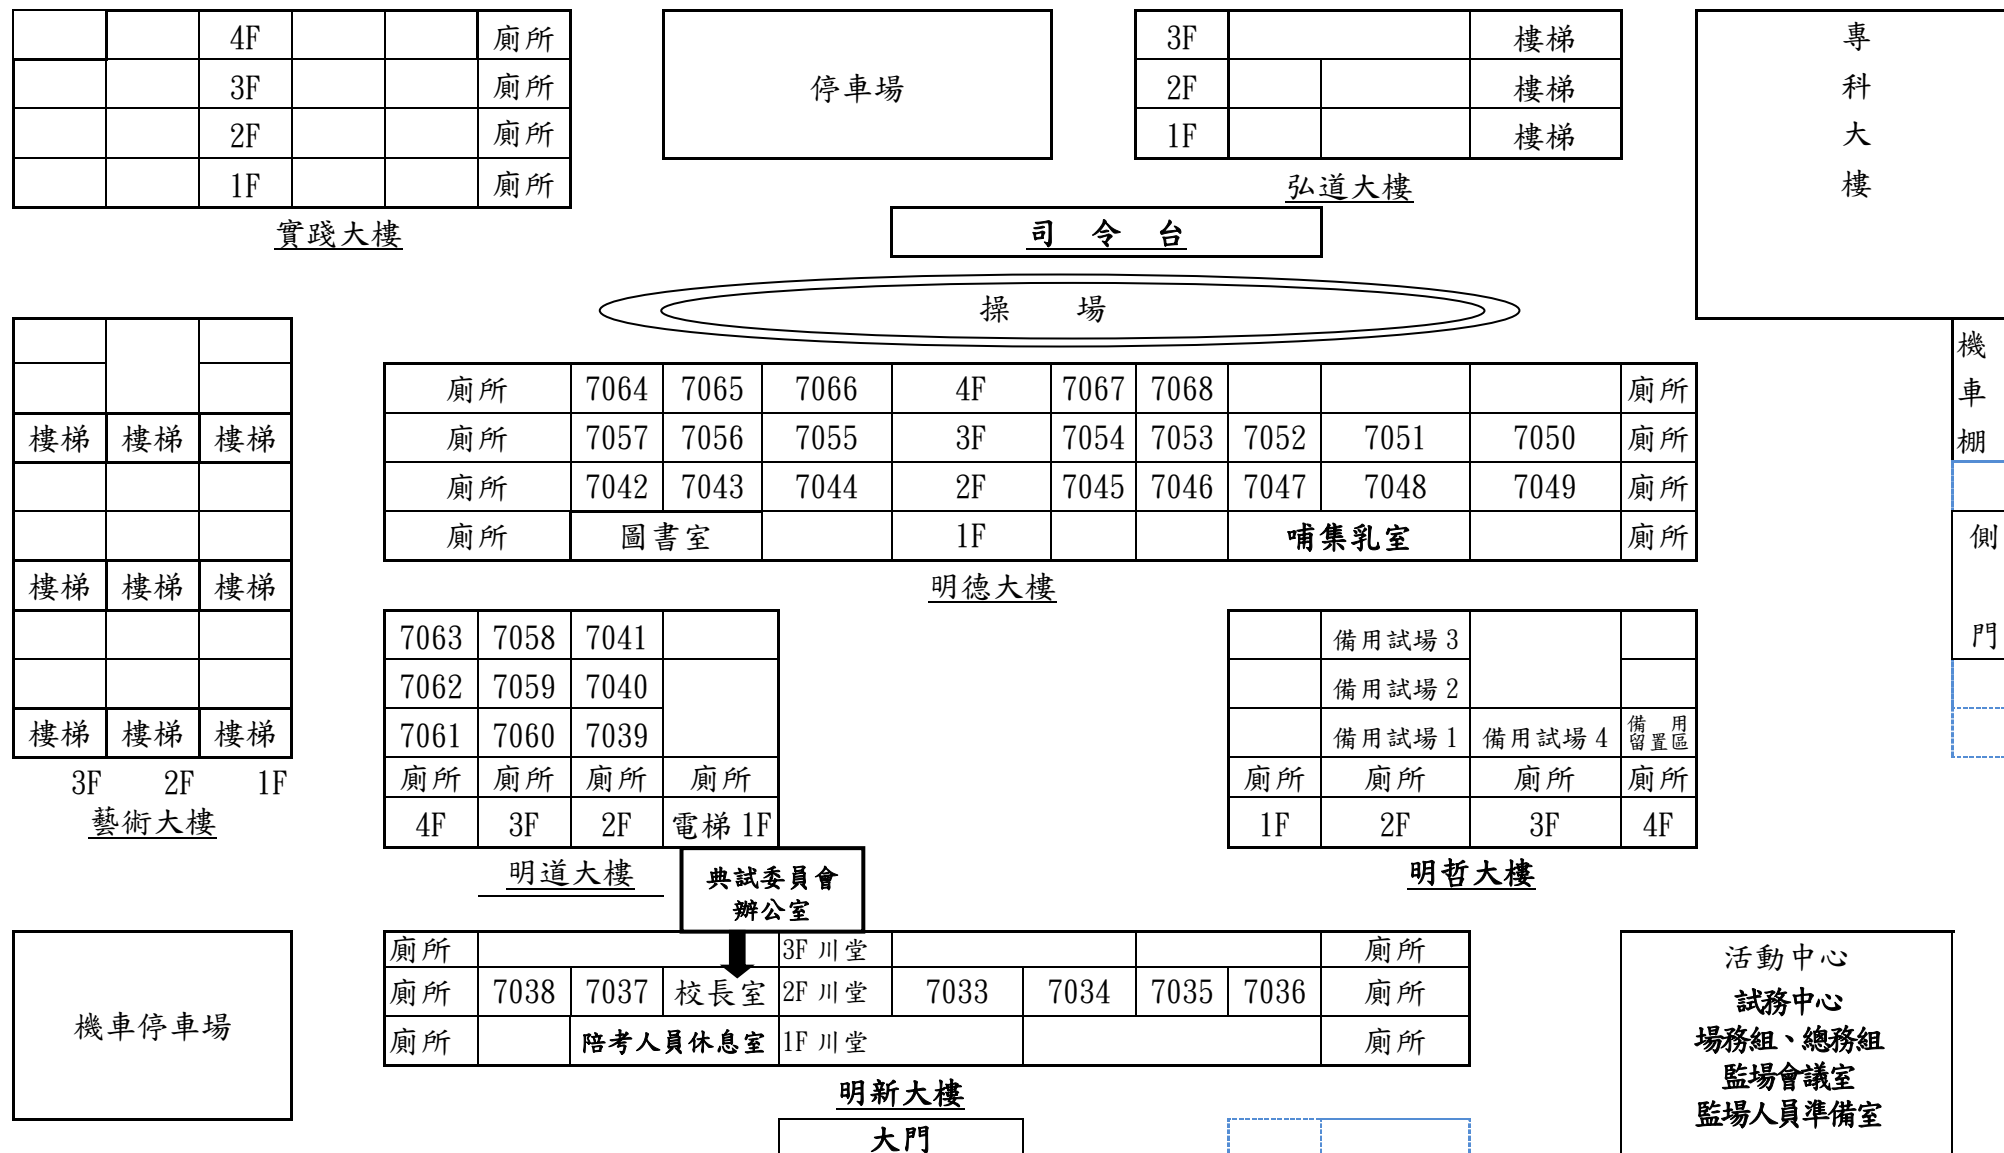 4F 廁所
3F 廁所
2F 廁所
1F 廁所
實踐大樓
停車場
3F 樓梯
2F 樓梯
1F 樓梯
弘道大樓
專
科
大
樓
司 令 台
操 場
機
車
棚
側
門
樓梯 樓梯 樓梯
樓梯 樓梯 樓梯
樓梯 樓梯 樓梯
3F 2F 1F
藝術大樓
廁所 7064 7065 7066 4F 7067 7068 廁所
廁所 7057 7056 7055 3F 7054 7053 7052 7051 7050 廁所
廁所 7042 7043 7044 2F 7045 7046 7047 7048 7049 廁所
廁所 圖書室 1F 哺集乳室 廁所
明德大樓
7063 7058 7041
7062 7059 7040
7061 7060 7039
廁所 廁所 廁所 廁所
4F 3F 2F 電梯 1F
明道大樓
備用試場 3
備用試場 2
備用試場 1 備用試場 4 備用
留置區
廁所 廁所 廁所 廁所
1F 2F 3F 4F
明哲大樓
典試委員會
辦公室
機車停車場
廁所 3F 川堂 廁所
廁所 7038 7037 校長室 2F 川堂 7033 7034 7035 7036 廁所
廁所 陪考人員休息室 1F 川堂 廁所
明新大樓
大門
活動中心
試務中心
場務組、總務組
監場會議室
監場人員準備室